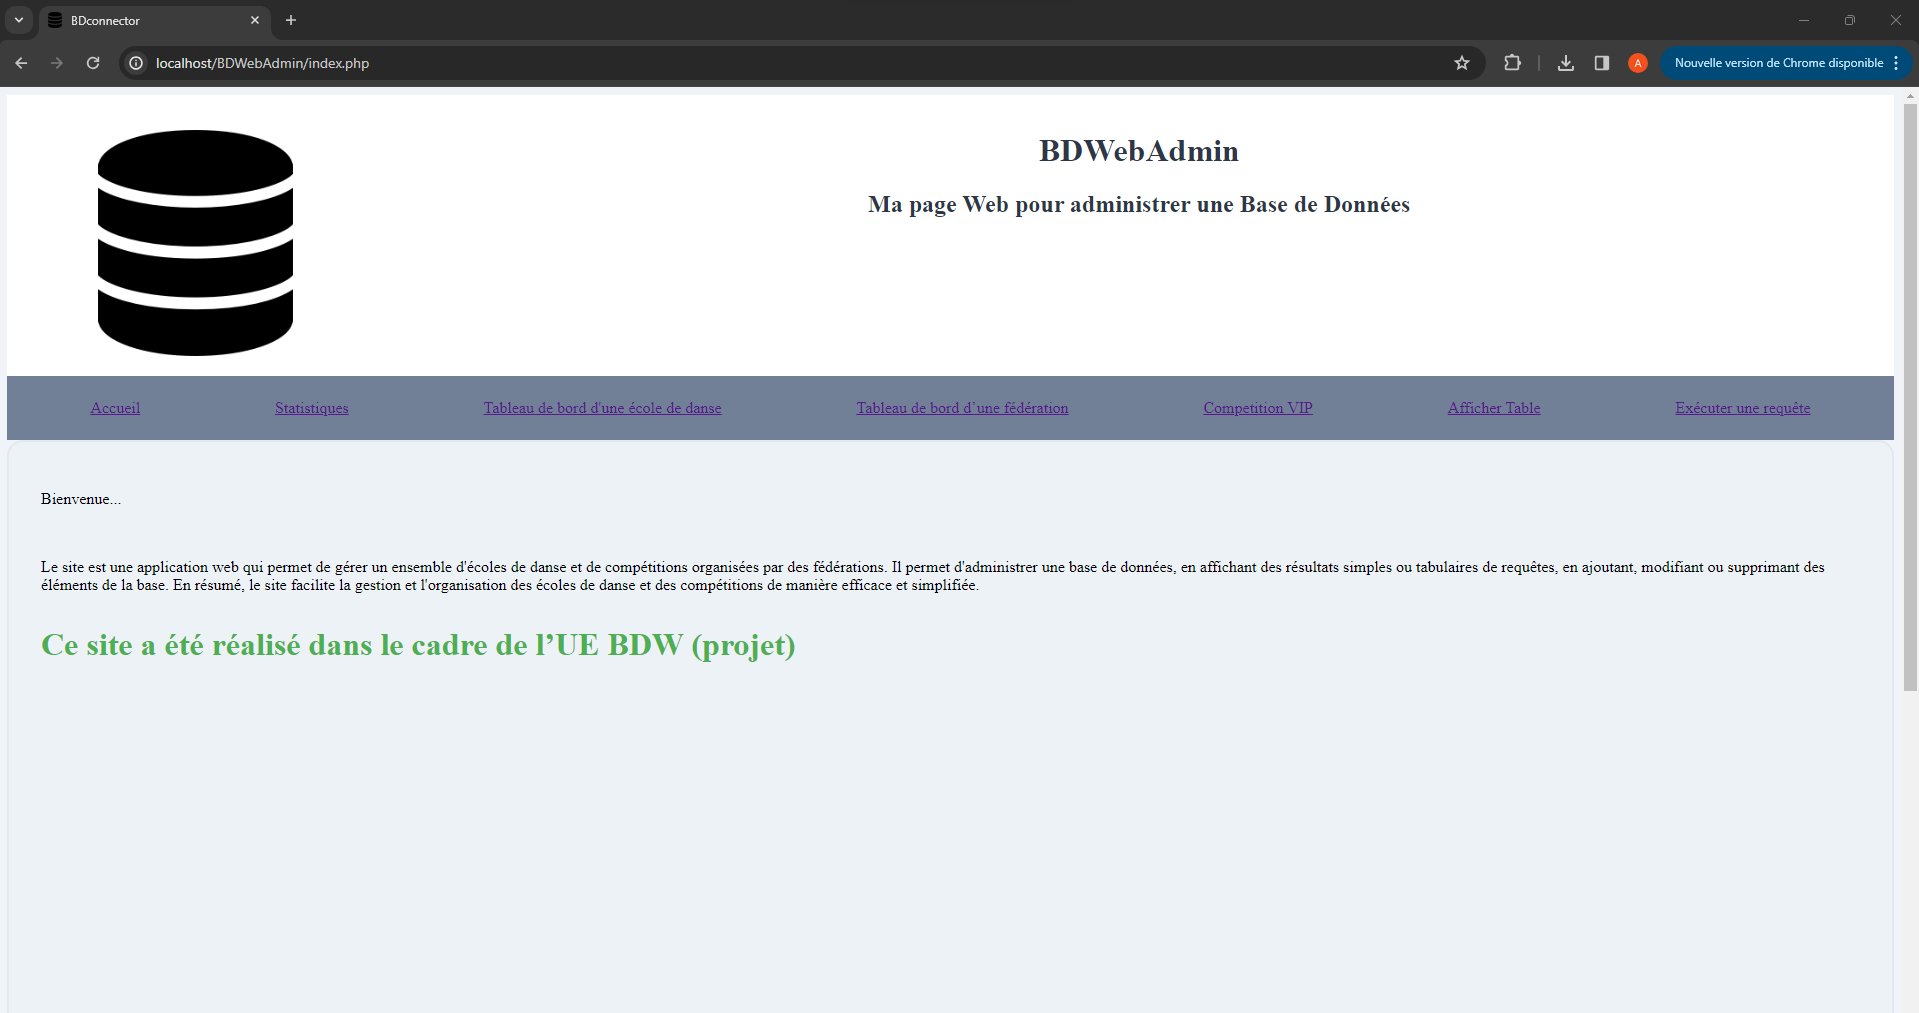 BDconnector
localhost/BDWebAdmin/index.php
A
Nouvelle version de Chrome disponible
BDWebAdmin
Ma page Web pour administrer une Base de Données
Accueil Statistiques Tableau de bord d'une école de danse Tableau de bord d`une fédération Competition VIP Afficher Table Exécuter une requête
Bienvenue...
Le site est une application web qui permet de gérer un ensemble d'écoles de danse et de compétitions organisées par des fédérations. Il permet d'administrer une base de données, en affichant des résultats simples ou tabulaires de requêtes, en ajoutant, modifiant ou supprimant des
éléments de la base. En résumé, le site facilite la gestion et l'organisation des écoles de danse et des compétitions de manière efficace et simplifiée.
Ce site a été réalisé dans le cadre de l’UE BDW (projet)